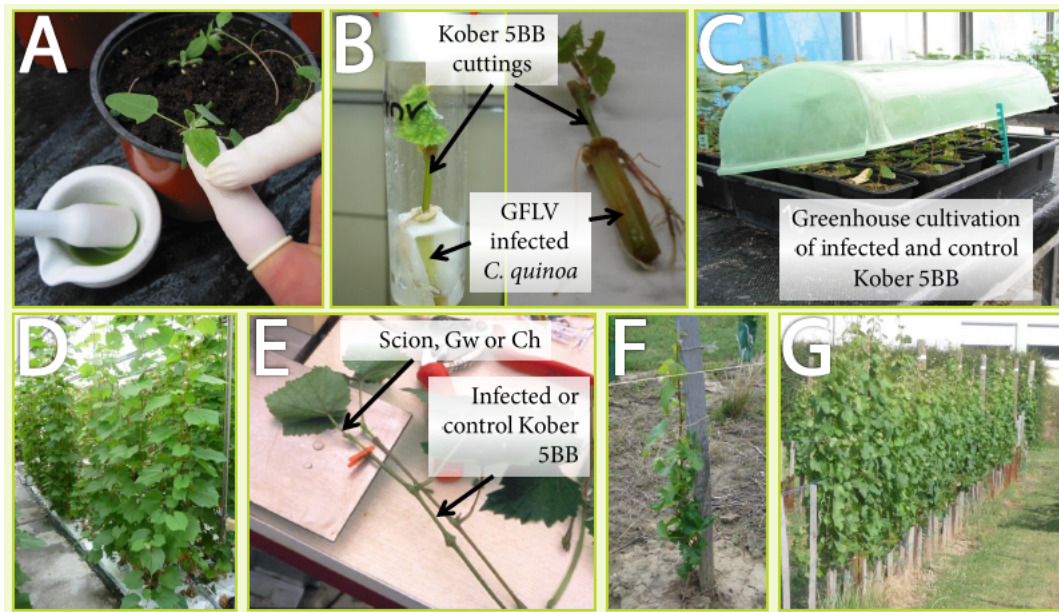 A
B
Kober 5BB
cuttings
GFLV
infected
C. quinoa
C
Greenhouse cultivation
of infected and control
Kober 5BB
D
E
Scion, Gw or Ch
Infected or
control Kober
5BB
F
G